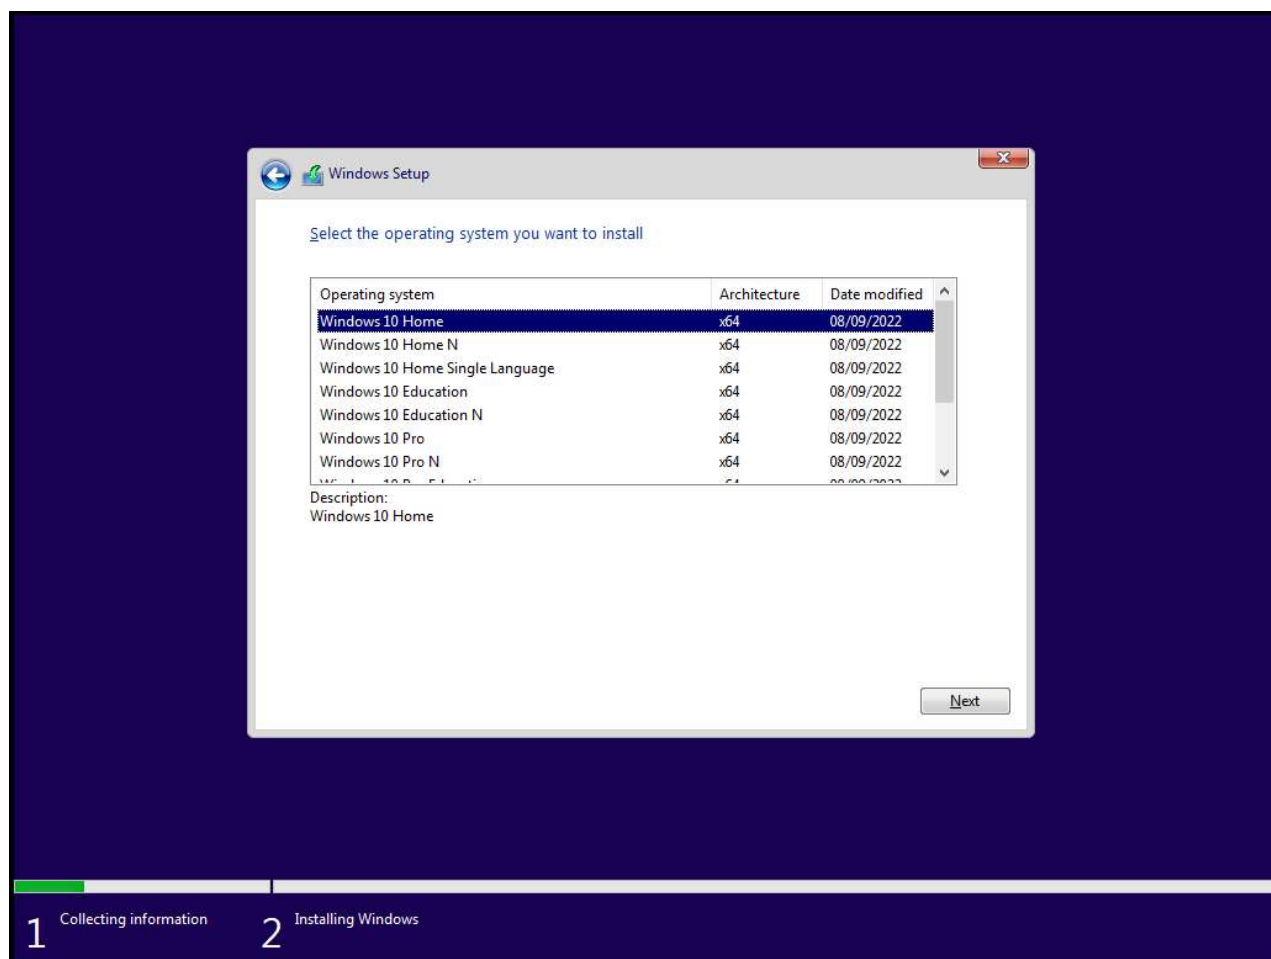 Windows Setup
Select the operating system you want to install
Operating system Architecture Date modified
Windows 10 Home x64 08/09/2022
Windows 10 Home N x64 08/09/2022
Windows 10 Home Single Language x64 08/09/2022
Windows 10 Education x64 08/09/2022
Windows 10 Education N x64 08/09/2022
Windows 10 Pro x64 08/09/2022
Windows 10 Pro N x64 08/09/2022
Description:
Windows 10 Home
Next
1 Collecting information 2 Installing Windows